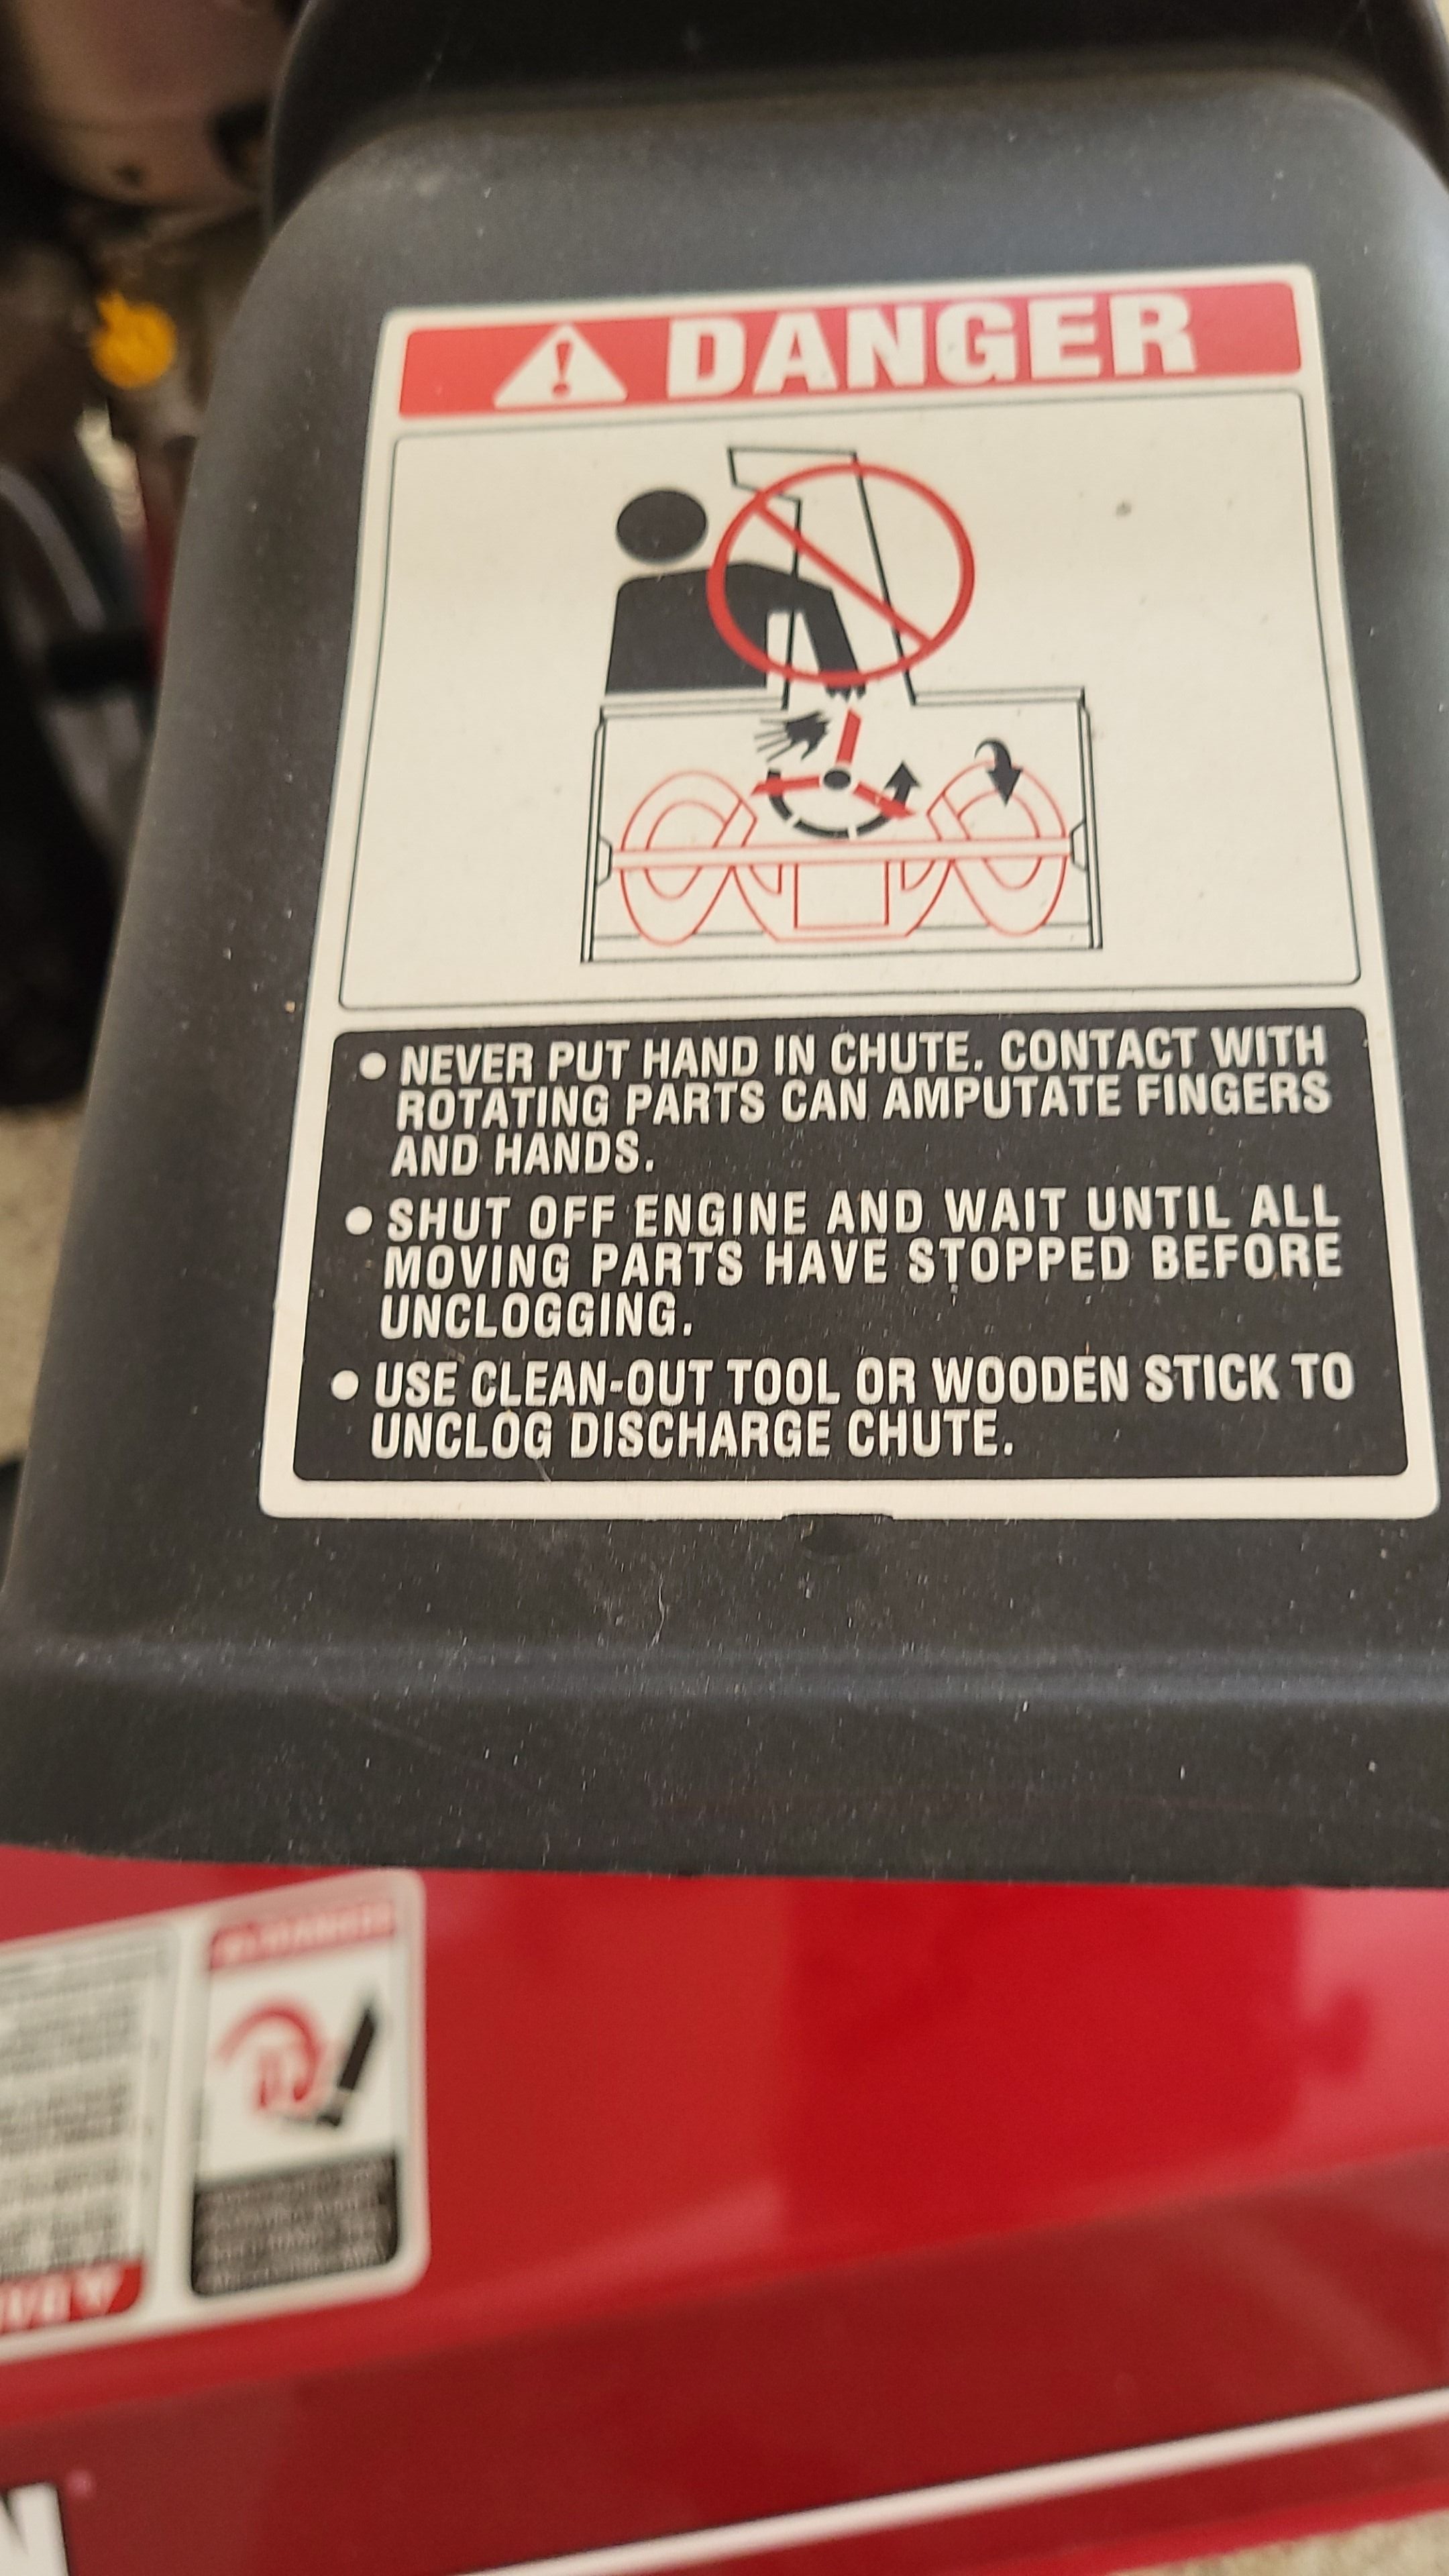 DANGER
● NEVER PUT HAND IN CHUTE. CONTACT WITH
ROTATING PARTS CAN AMPUTATE FINGERS
AND HANDS.
● SHUT OFF ENGINE AND WAIT UNTIL ALL
MOVING PARTS HAVE STOPPED BEFORE
UNCLOGGING.
● USE CLEAN-OUT TOOL OR WOODEN STICK TO
UNCLOG DISCHARGE CHUTE.